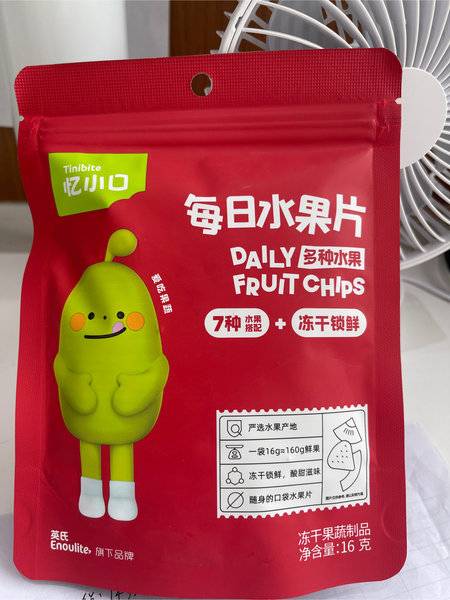 Tinibite
忆小口
每日水果片
DAILY 多种水果
FRUIT CHIPS
7种 水果搭配 + 冻干锁鲜
爱吃果蔬
严选水果产地
一袋16g=160g鲜果
冻干锁鲜,酸甜滋味
随身的口袋水果片
英氏
Enoulite 旗下品牌
冻干果蔬制品
净含量:16 克